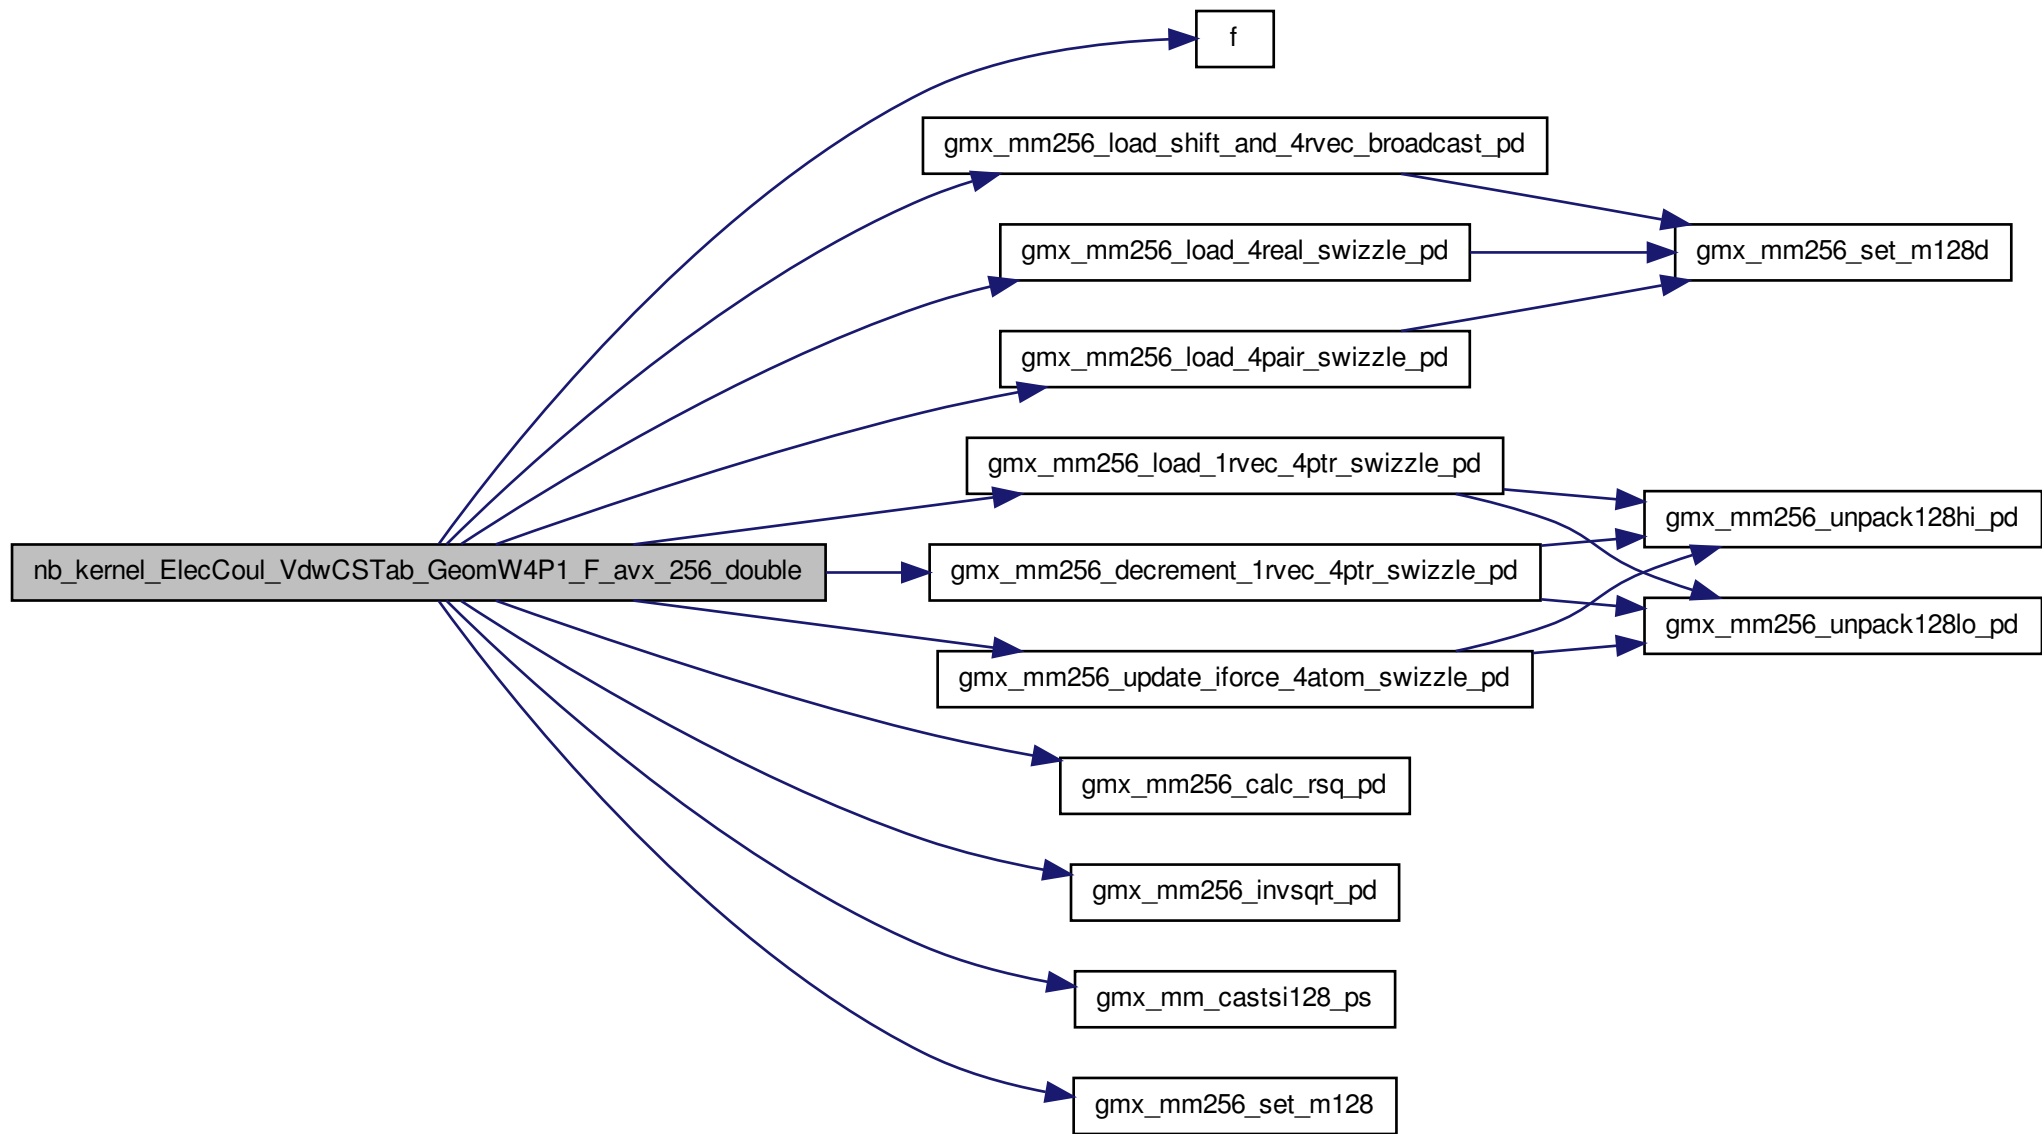 f
gmx_mm256_load_shift_and_4rvec_broadcast_pd
gmx_mm256_load_4real_swizzle_pd
gmx_mm256_set_m128d
gmx_mm256_load_4pair_swizzle_pd
gmx_mm256_load_1rvec_4ptr_swizzle_pd
gmx_mm256_unpack128hi_pd
nb_kernel_ElecCoul_VdwCSTab_GeomW4P1_F_avx_256_double
gmx_mm256_decrement_1rvec_4ptr_swizzle_pd
gmx_mm256_unpack128lo_pd
gmx_mm256_update_iforce_4atom_swizzle_pd
gmx_mm256_calc_rsq_pd
gmx_mm256_invsqrt_pd
gmx_mm_castsi128_ps
gmx_mm256_set_m128